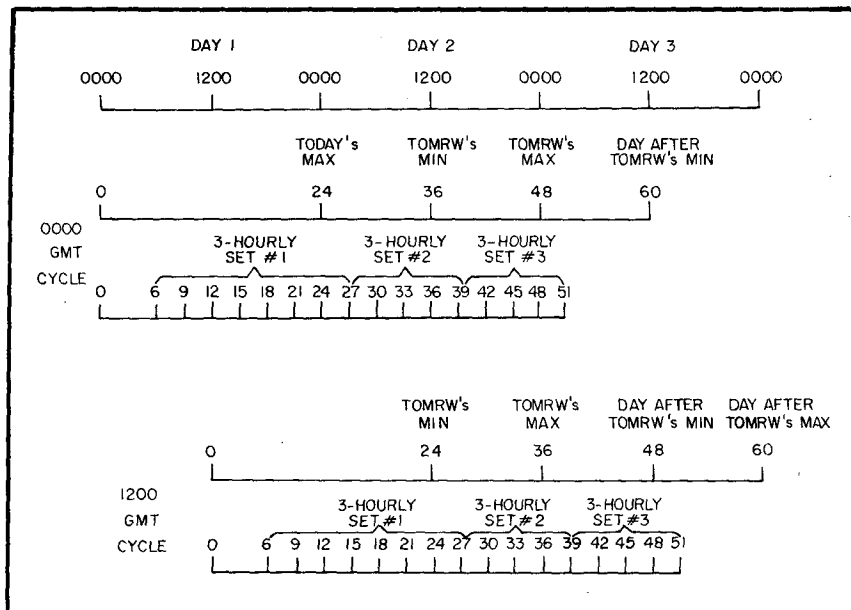 DAY 1 DAY 2 DAY 3
0000 1200 0000 1200 0000 1200 0000
TODAY's MAX
TOMRW's MIN
TOMRW's MAX
DAY AFTER TOMRW's MIN
0 24 36 48 60
0000 GMT CYCLE
3-HOURLY SET #1
3-HOURLY SET #2
3-HOURLY SET #3
0 6 9 12 15 18 21 24 27 30 33 36 39 42 45 48 51
TOMRW's MIN
TOMRW's MAX
DAY AFTER TOMRW's MIN
DAY AFTER TOMRW's MAX
0 24 36 48 60
1200 GMT CYCLE
3-HOURLY SET #1
3-HOURLY SET #2
3-HOURLY SET #3
0 6 9 12 15 18 21 24 27 30 33 36 39 42 45 48 51